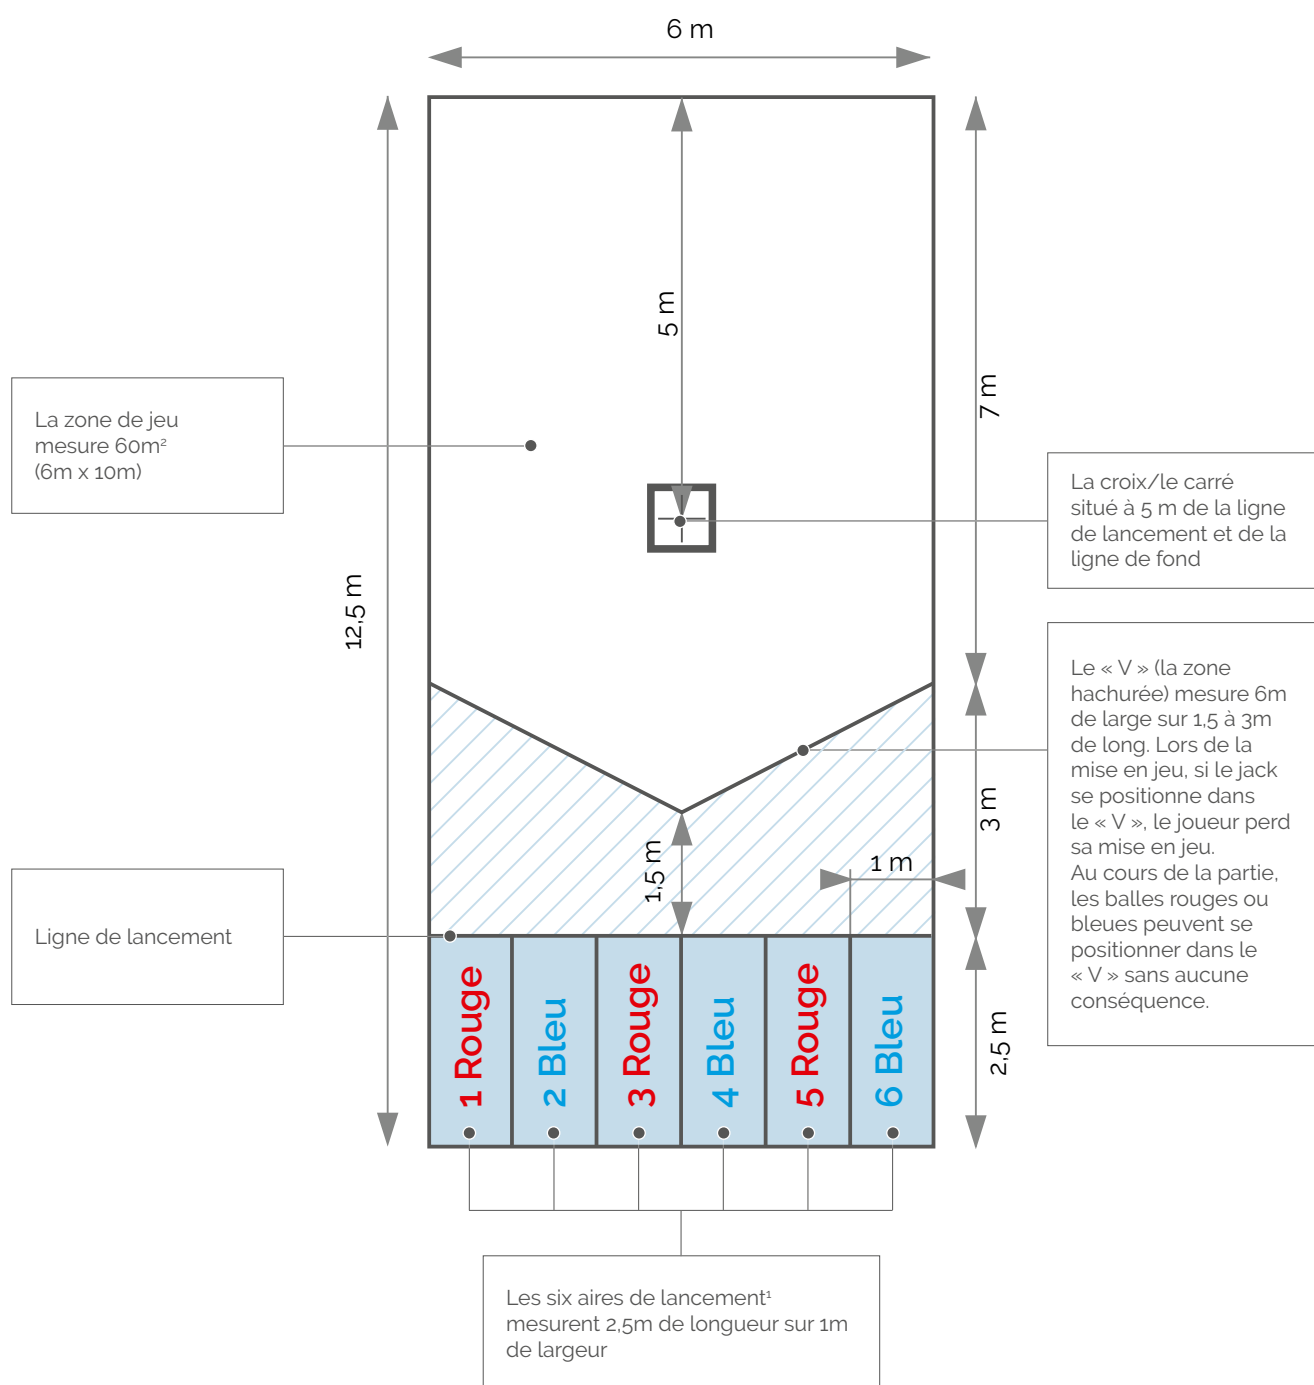 6 m
5 m
7 m
La zone de jeu
mesure 60m²
(6m x 10m)
La croix/le carré
situé à 5 m de la ligne
de lancement et de la
ligne de fond
12,5 m
Le « V » (la zone
hachurée) mesure 6m
de large sur 1,5 à 3m
de long. Lors de la
mise en jeu, si le jack
se positionne dans
le « V », le joueur perd
sa mise en jeu.
Au cours de la partie,
les balles rouges ou
bleues peuvent se
positionner dans le
« V » sans aucune
conséquence.
3 m
1,5 m
1 m
Ligne de lancement
1 Rouge
2 Bleu
3 Rouge
4 Bleu
5 Rouge
6 Bleu
2,5 m
Les six aires de lancement¹
mesurent 2,5m de longueur sur 1m
de largeur